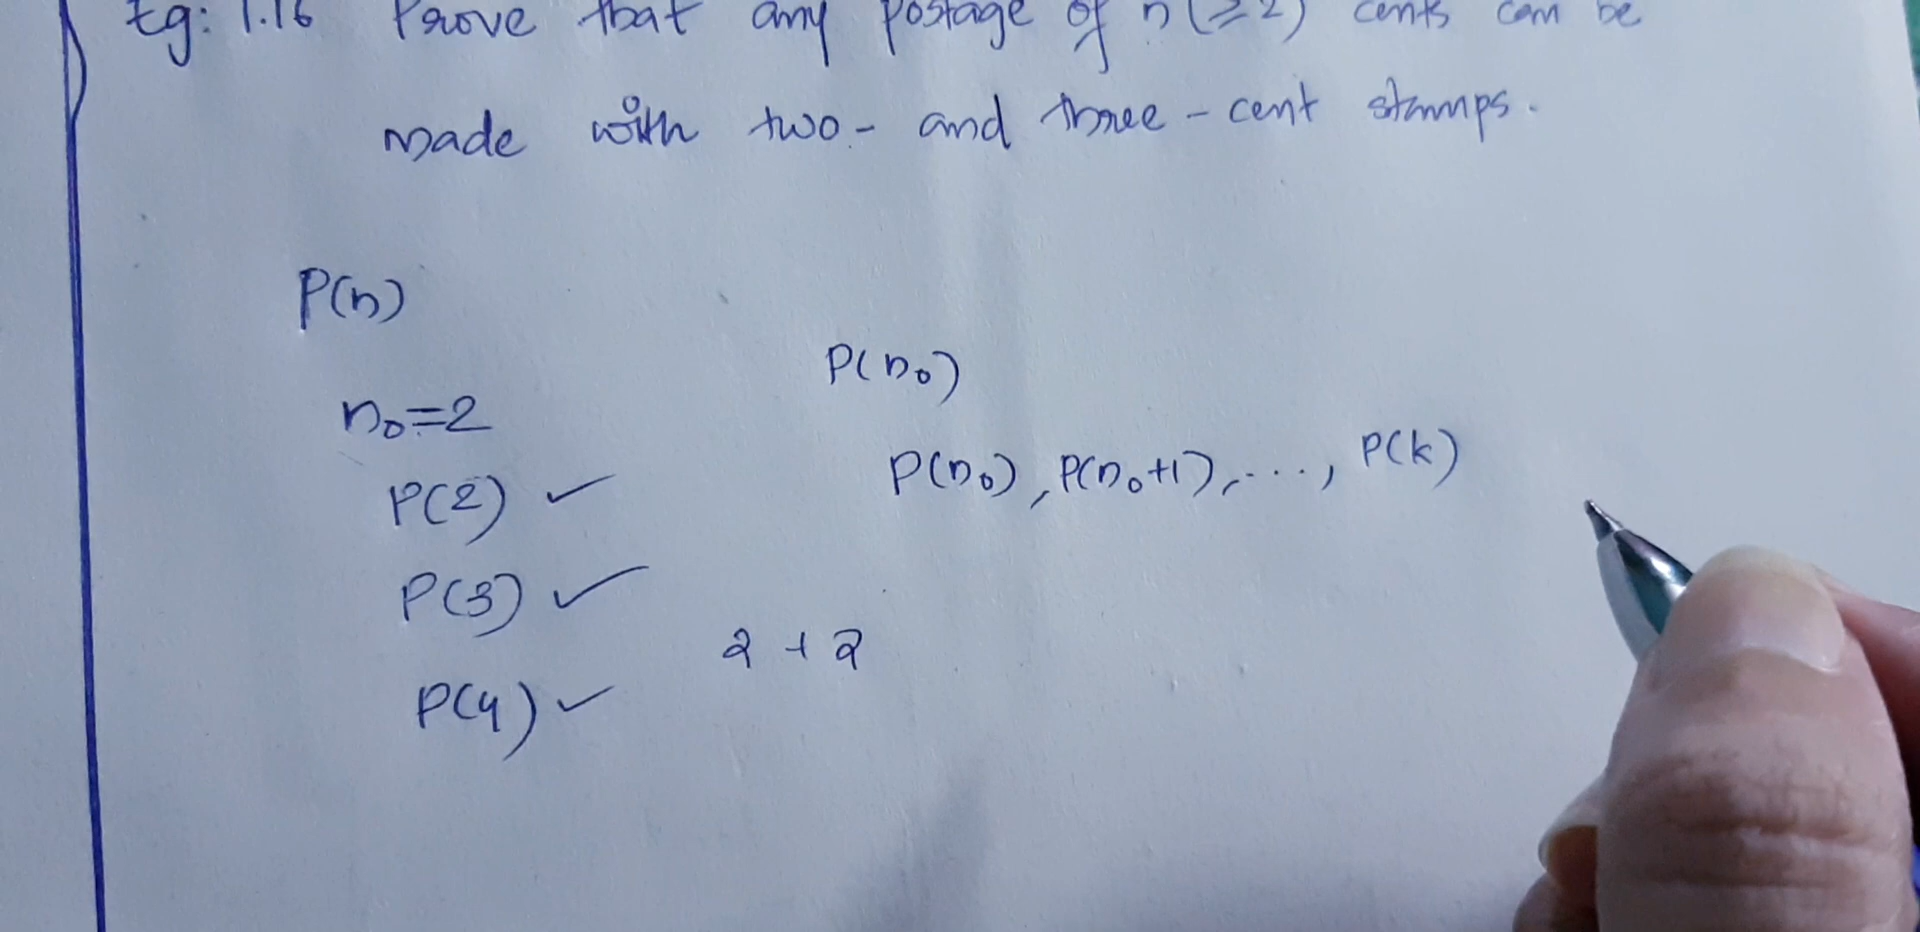 Eg: 1.16 Prove that any postage of n (≥2) cents can be
made with two- and three-cent stamps.
P(n)
P(n₀)
n₀=2
P(n₀), P(n₀+1), ..., P(k)
P(2) ✓
P(3) ✓
2 + 2
P(4) ✓